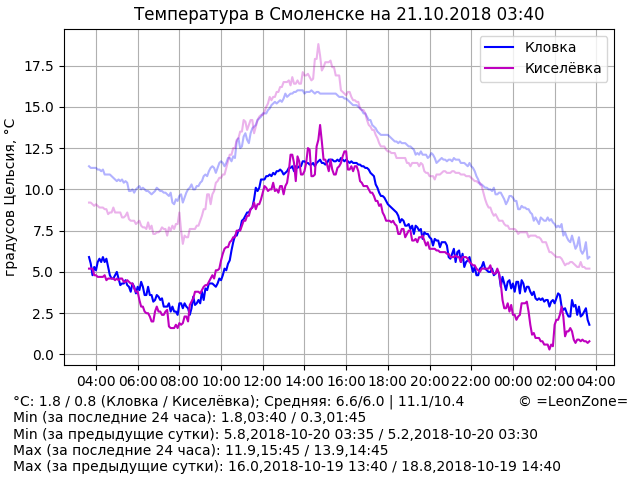 Температура в Смоленске на 21.10.2018 03:40
Кловка
Киселёвка
градусов Цельсия, °C
17.5
15.0
12.5
10.0
7.5
5.0
2.5
0.0
04:00 06:00 08:00 10:00 12:00 14:00 16:00 18:00 20:00 22:00 00:00 02:00 04:00
°C: 1.8 / 0.8 (Кловка / Киселёвка); Средняя: 6.6/6.0 | 11.1/10.4 © =LeonZone=
Min (за последние 24 часа): 1.8,03:40 / 0.3,01:45
Min (за предыдущие сутки): 5.8,2018-10-20 03:35 / 5.2,2018-10-20 03:30
Max (за последние 24 часа): 11.9,15:45 / 13.9,14:45
Max (за предыдущие сутки): 16.0,2018-10-19 13:40 / 18.8,2018-10-19 14:40